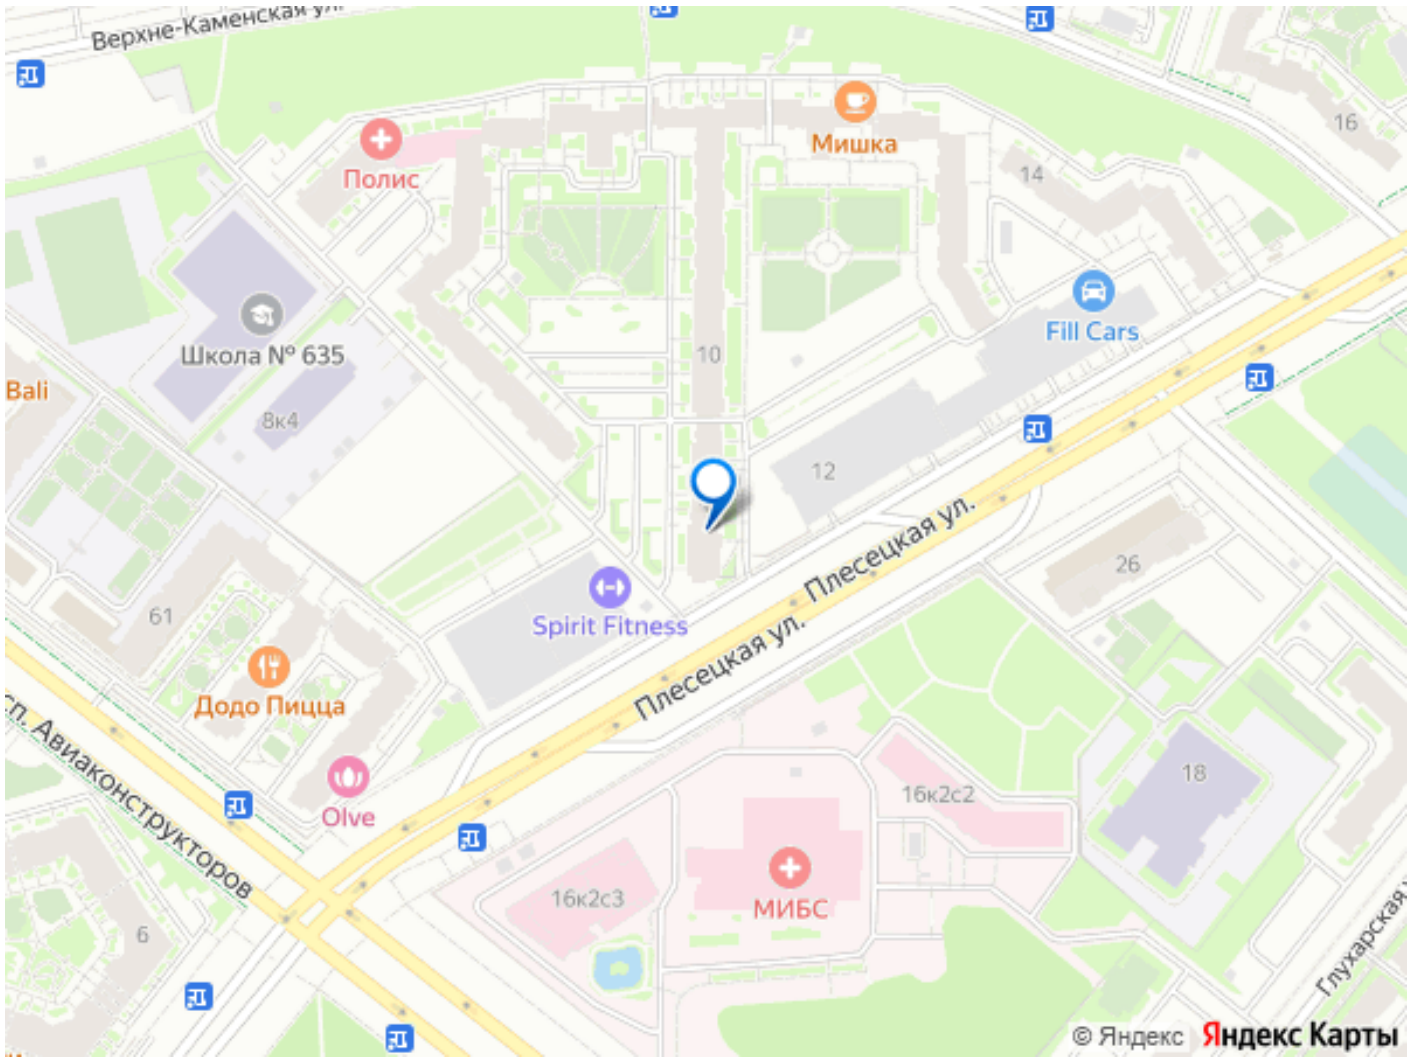 Верхне-Каменская ул.
16
Мишка
14
Полис
Fill Cars
Школа № 635
10
Bali
8к4
12
Плесецкая ул.
26
61
Spirit Fitness
Плесецкая ул.
Додо Пицца
пр. Авиаконструкторов
18
16к2с2
Olve
16к2с3
МИБС
6
Глухарская
© Яндекс Яндекс Карты